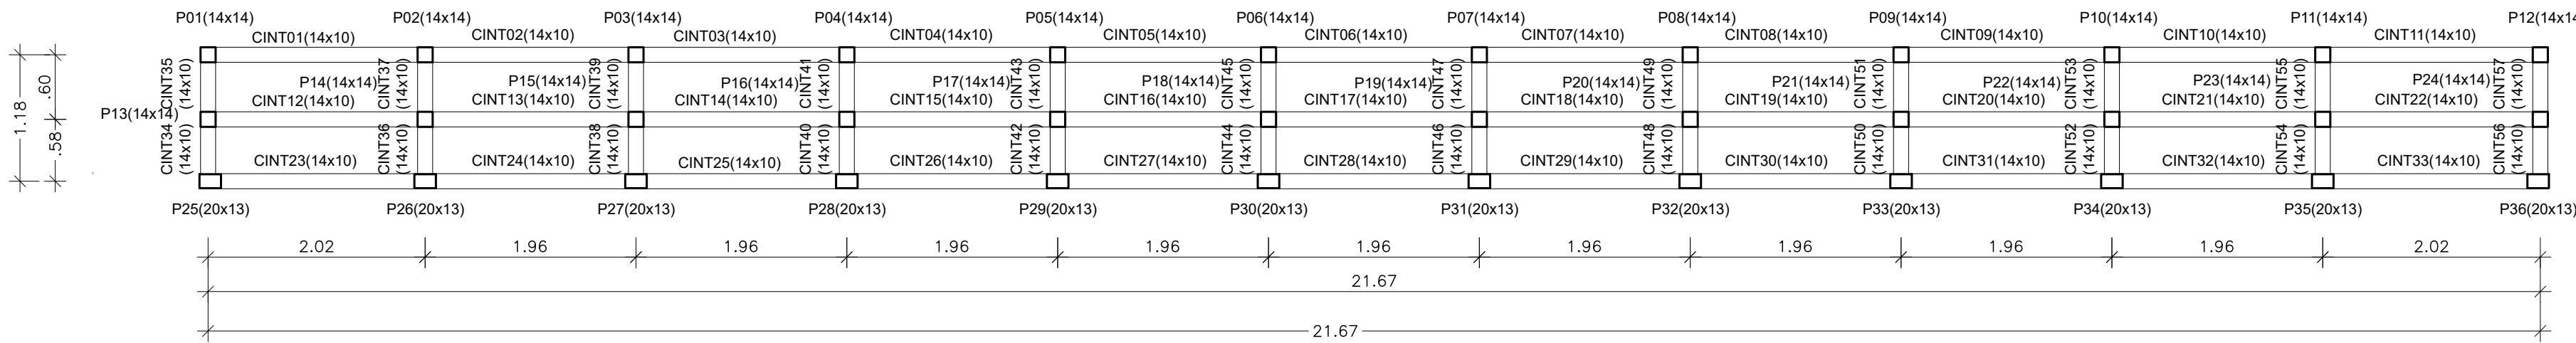 P01(14x14) P02(14x14) P03(14x14) P04(14x14) P05(14x14) P06(14x14) P07(14x14) P08(14x14) P09(14x14) P10(14x14) P11(14x14) P12(14x14
CINT01(14x10) CINT02(14x10) CINT03(14x10) CINT04(14x10) CINT05(14x10) CINT06(14x10) CINT07(14x10) CINT08(14x10) CINT09(14x10) CINT10(14x10) CINT11(14x10)
CINT35
(14x10)
CINT37
(14x10)
CINT39
(14x10)
CINT41
(14x10)
CINT43
(14x10)
CINT45
(14x10)
CINT47
(14x10)
CINT49
(14x10)
CINT51
(14x10)
CINT53
(14x10)
CINT55
(14x10)
CINT57
(14x10)
P14(14x14) P15(14x14) P16(14x14) P17(14x14) P18(14x14) P19(14x14) P20(14x14) P21(14x14) P22(14x14) P23(14x14) P24(14x14)
CINT12(14x10) CINT13(14x10) CINT14(14x10) CINT15(14x10) CINT16(14x10) CINT17(14x10) CINT18(14x10) CINT19(14x10) CINT20(14x10) CINT21(14x10) CINT22(14x10)
P13(14x14)
1.18
.60
.58
CINT34
(14x10)
CINT36
(14x10)
CINT38
(14x10)
CINT40
(14x10)
CINT42
(14x10)
CINT44
(14x10)
CINT46
(14x10)
CINT48
(14x10)
CINT50
(14x10)
CINT52
(14x10)
CINT54
(14x10)
CINT56
(14x10)
CINT23(14x10) CINT24(14x10) CINT25(14x10) CINT26(14x10) CINT27(14x10) CINT28(14x10) CINT29(14x10) CINT30(14x10) CINT31(14x10) CINT32(14x10) CINT33(14x10)
P25(20x13) P26(20x13) P27(20x13) P28(20x13) P29(20x13) P30(20x13) P31(20x13) P32(20x13) P33(20x13) P34(20x13) P35(20x13) P36(20x13)
2.02 1.96 1.96 1.96 1.96 1.96 1.96 1.96 1.96 1.96 2.02
21.67
21.67